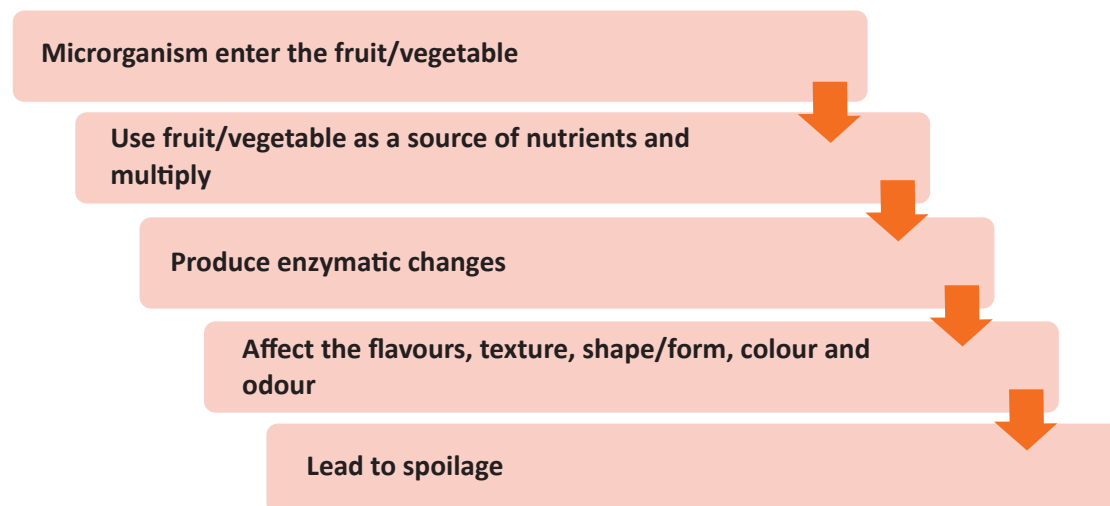 Microrganism enter the fruit/vegetable
Use fruit/vegetable as a source of nutrients and
multiply
Produce enzymatic changes
Affect the flavours, texture, shape/form, colour and
odour
Lead to spoilage